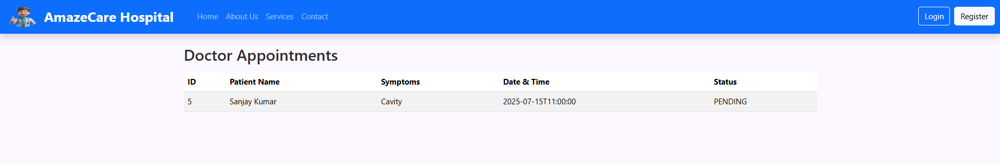 AmazeCare Hospital Home About Us Services Contact Login Register
Doctor Appointments
ID Patient Name Symptoms Date & Time Status
5 Sanjay Kumar Cavity 2025-07-15T11:00:00 PENDING